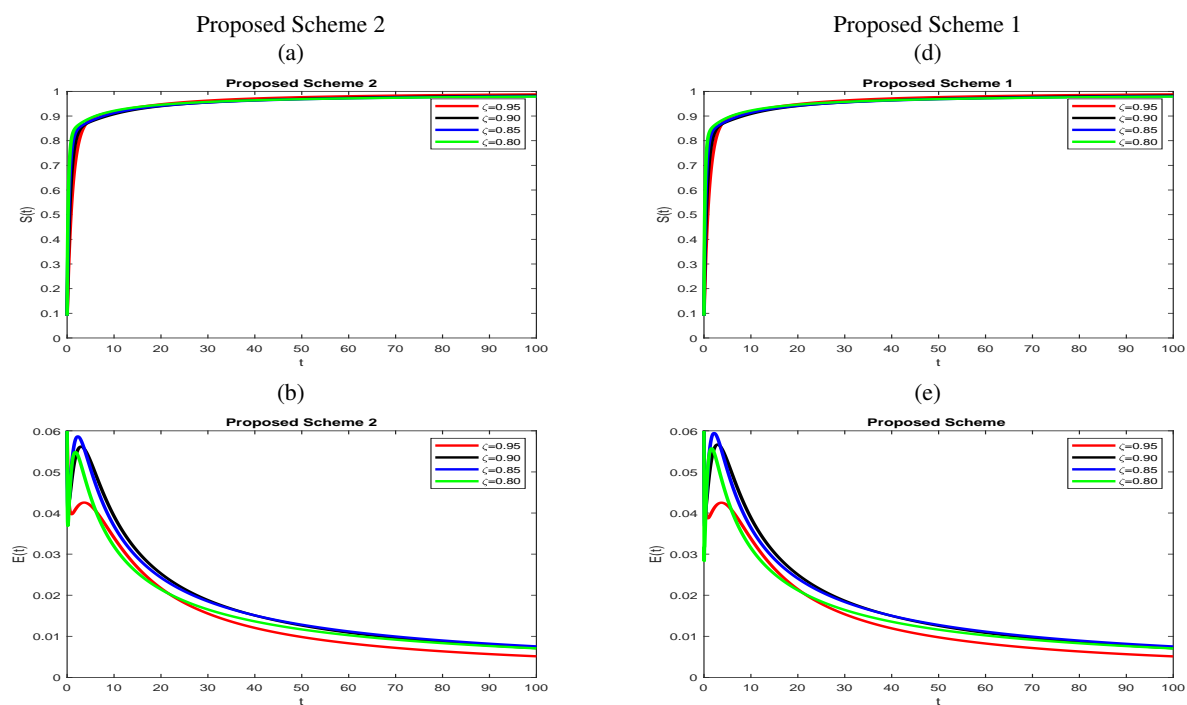 Proposed Scheme 2
Proposed Scheme 1
(a)
(d)
Proposed Scheme 2
1
0.9
0.8
0.7
0.6
0.5
0.4
0.3
0.2
0.1
0
S(t)
ζ=0.95
ζ=0.90
ζ=0.85
ζ=0.80
0 10 20 30 40 50 60 70 80 90 100
t
Proposed Scheme 1
1
0.9
0.8
0.7
0.6
0.5
0.4
0.3
0.2
0.1
0
S(t)
ζ=0.95
ζ=0.90
ζ=0.85
ζ=0.80
0 10 20 30 40 50 60 70 80 90 100
t
(b)
(e)
Proposed Scheme 2
0.06
0.05
0.04
0.03
0.02
0.01
0
E(t)
ζ=0.95
ζ=0.90
ζ=0.85
ζ=0.80
0 10 20 30 40 50 60 70 80 90 100
t
Proposed Scheme
0.06
0.05
0.04
0.03
0.02
0.01
0
E(t)
ζ=0.95
ζ=0.90
ζ=0.85
ζ=0.80
0 10 20 30 40 50 60 70 80 90 100
t